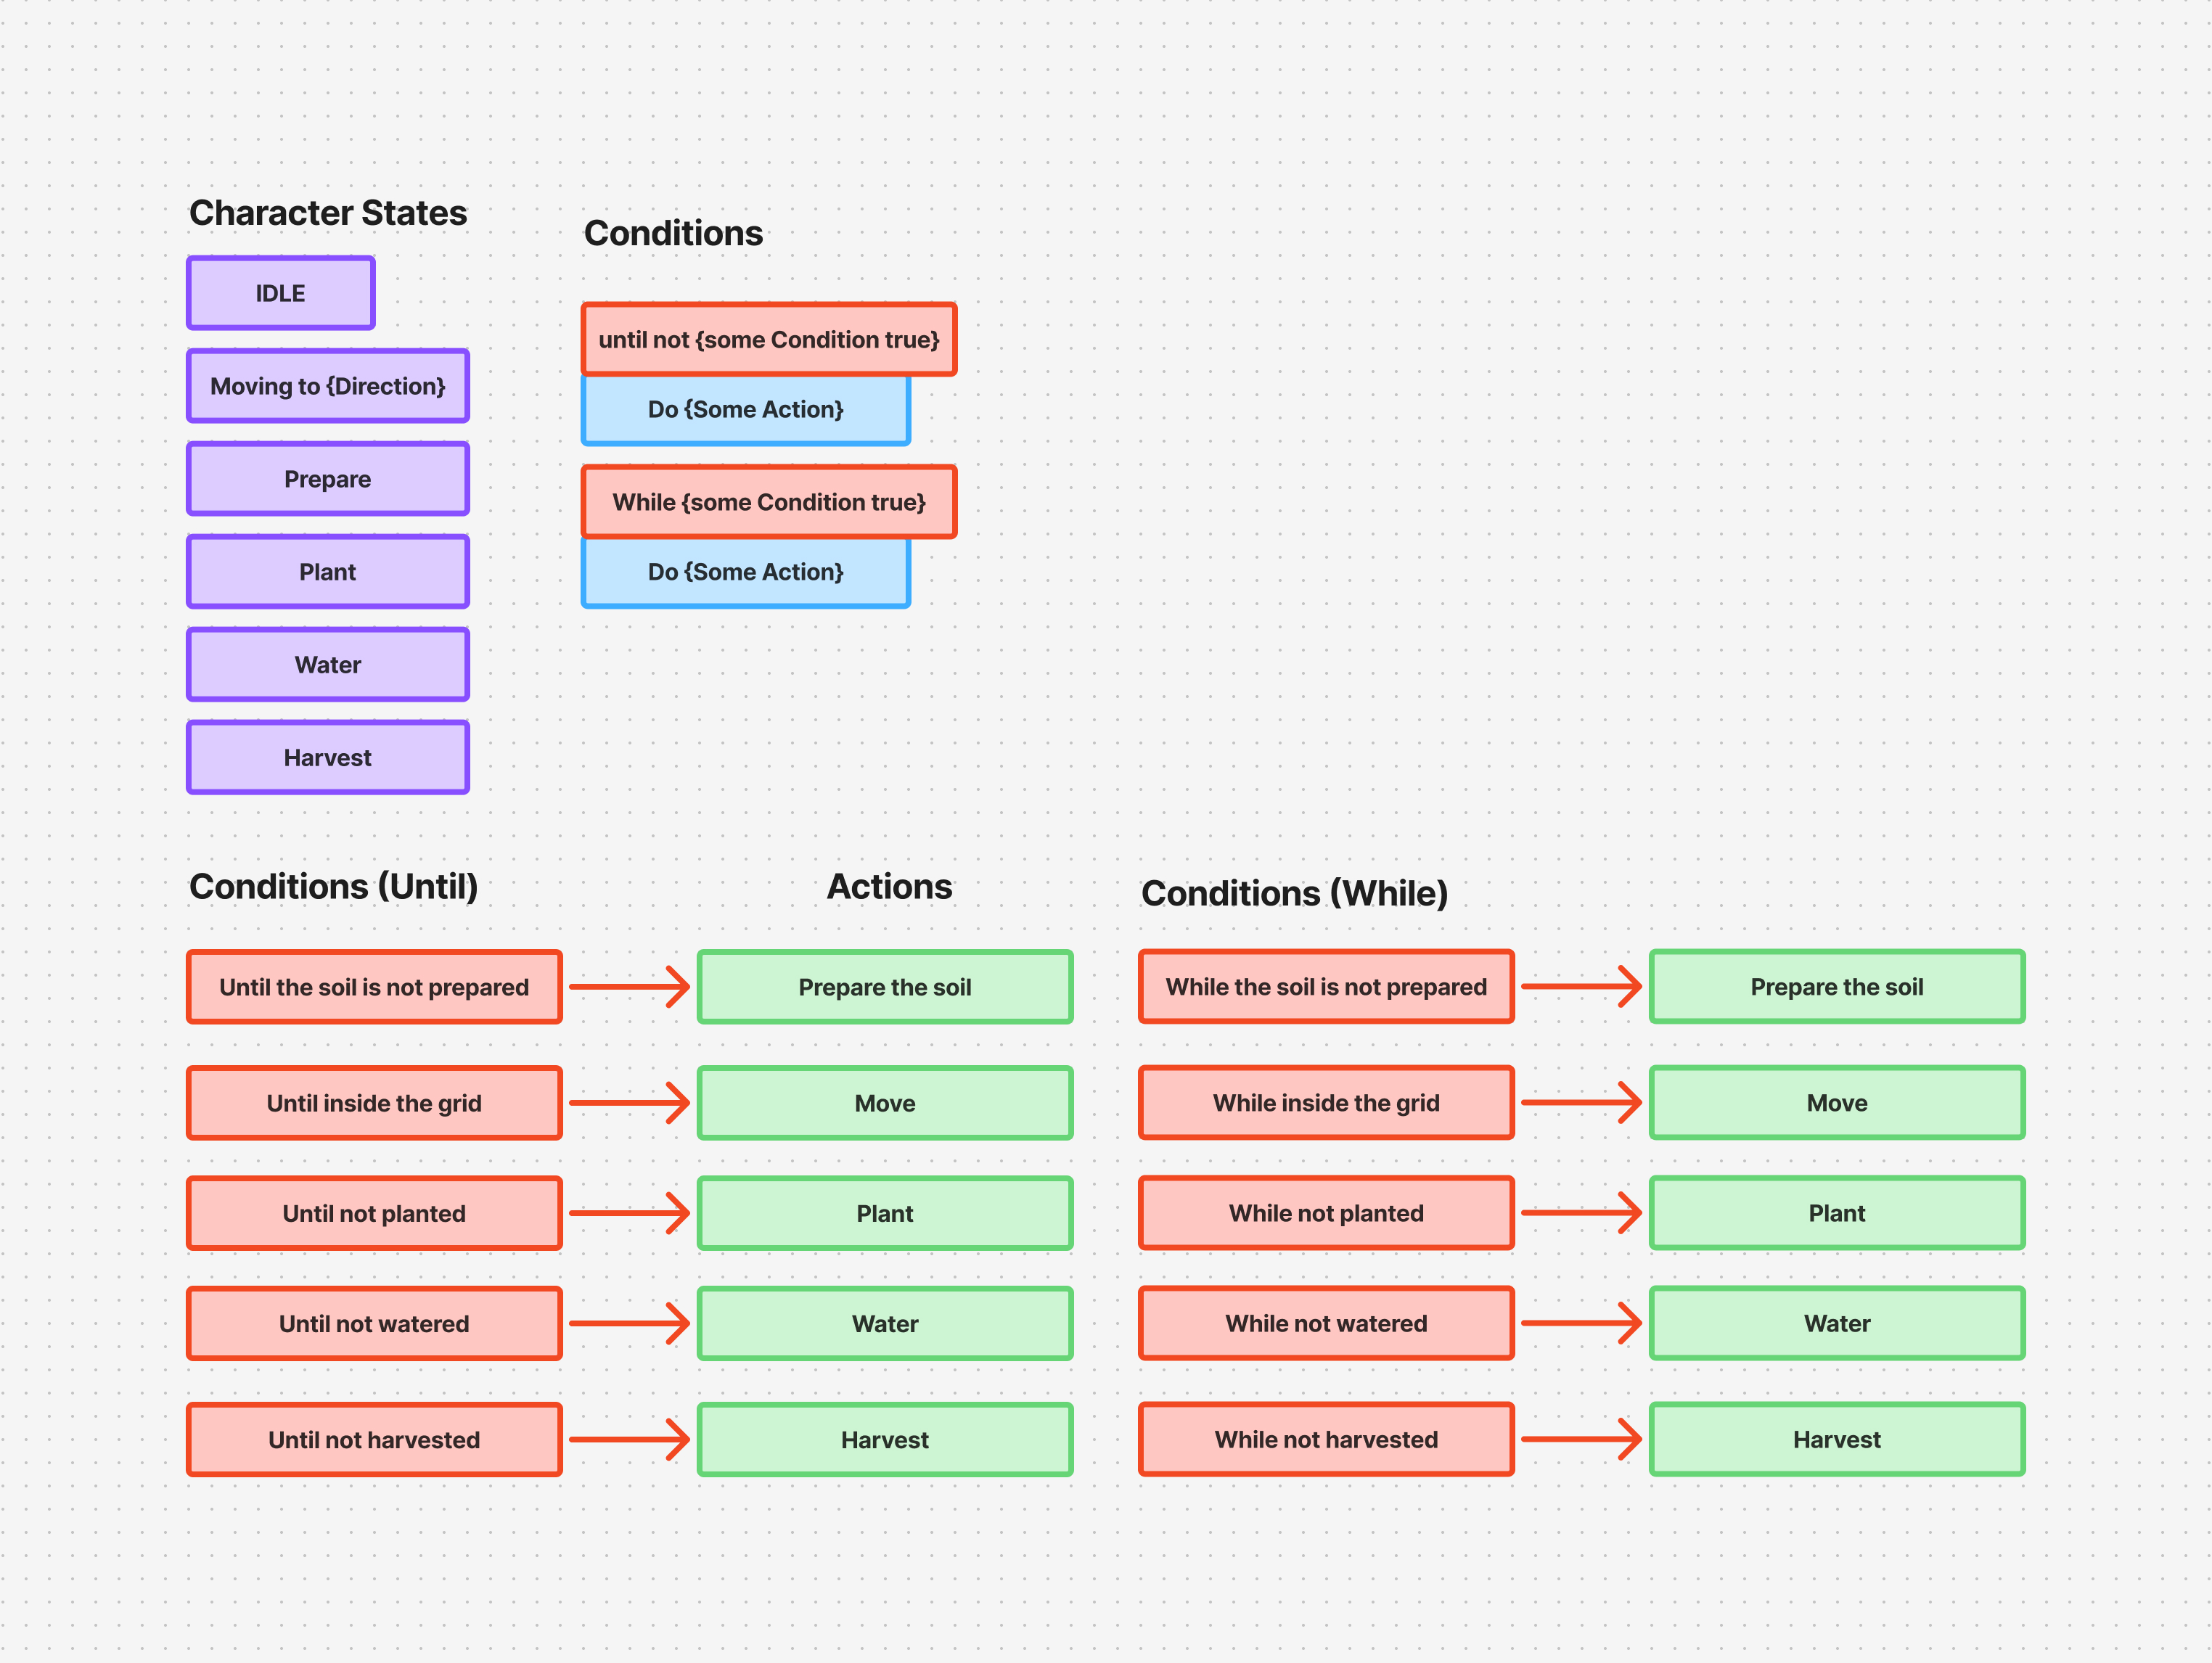 Character States
IDLE
Moving to {Direction}
Prepare
Plant
Water
Harvest
Conditions
until not {some Condition true}
Do {Some Action}
While {some Condition true}
Do {Some Action}
Conditions (Until)
Actions
Until the soil is not prepared
Prepare the soil
Until inside the grid
Move
Until not planted
Plant
Until not watered
Water
Until not harvested
Harvest
Conditions (While)
While the soil is not prepared
Prepare the soil
While inside the grid
Move
While not planted
Plant
While not watered
Water
While not harvested
Harvest